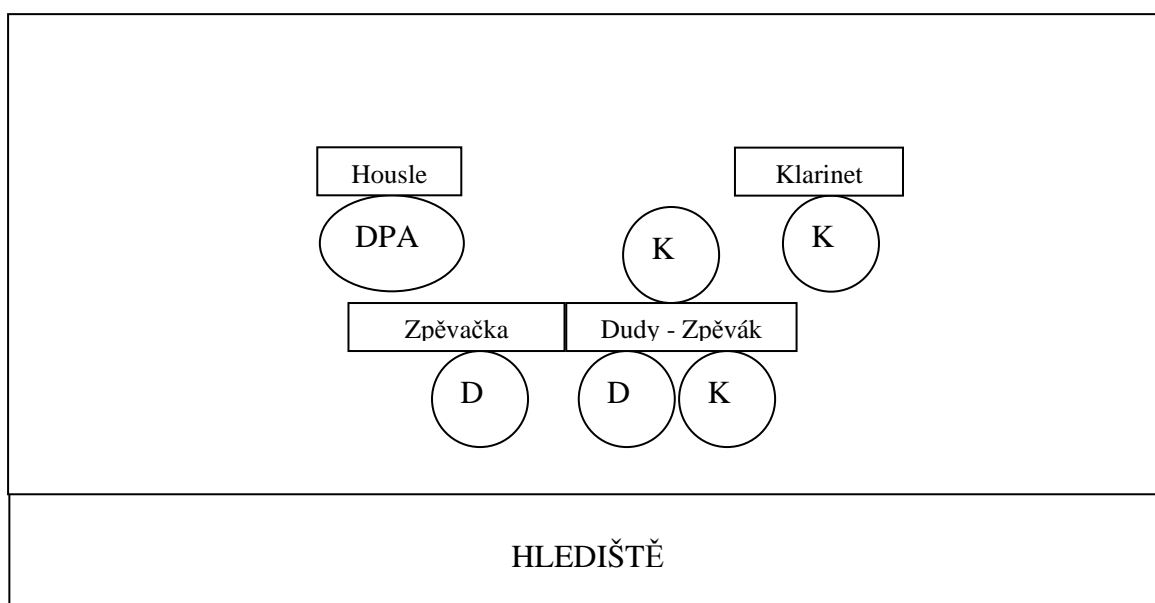 Housle
Klarinet
DPA
K
K
Zpěvačka
Dudy - Zpěvák
D
D
K
HLEDIŠTĚ